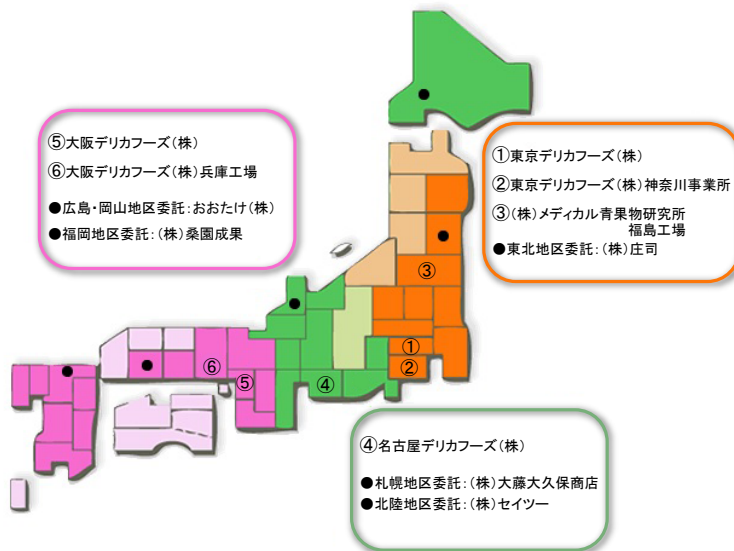 ⑤大阪デリカフーズ(株)
⑥大阪デリカフーズ(株)兵庫工場
●広島・岡山地区委託:おおたけ(株)
●福岡地区委託:(株)桑園成果
①東京デリカフーズ(株)
②東京デリカフーズ(株)神奈川事業所
③(株)メディカル青果物研究所
福島工場
●東北地区委託:(株)庄司
③
①
②
⑥
⑤
④
④名古屋デリカフーズ(株)
●札幌地区委託:(株)大藤大久保商店
●北陸地区委託:(株)セイツー